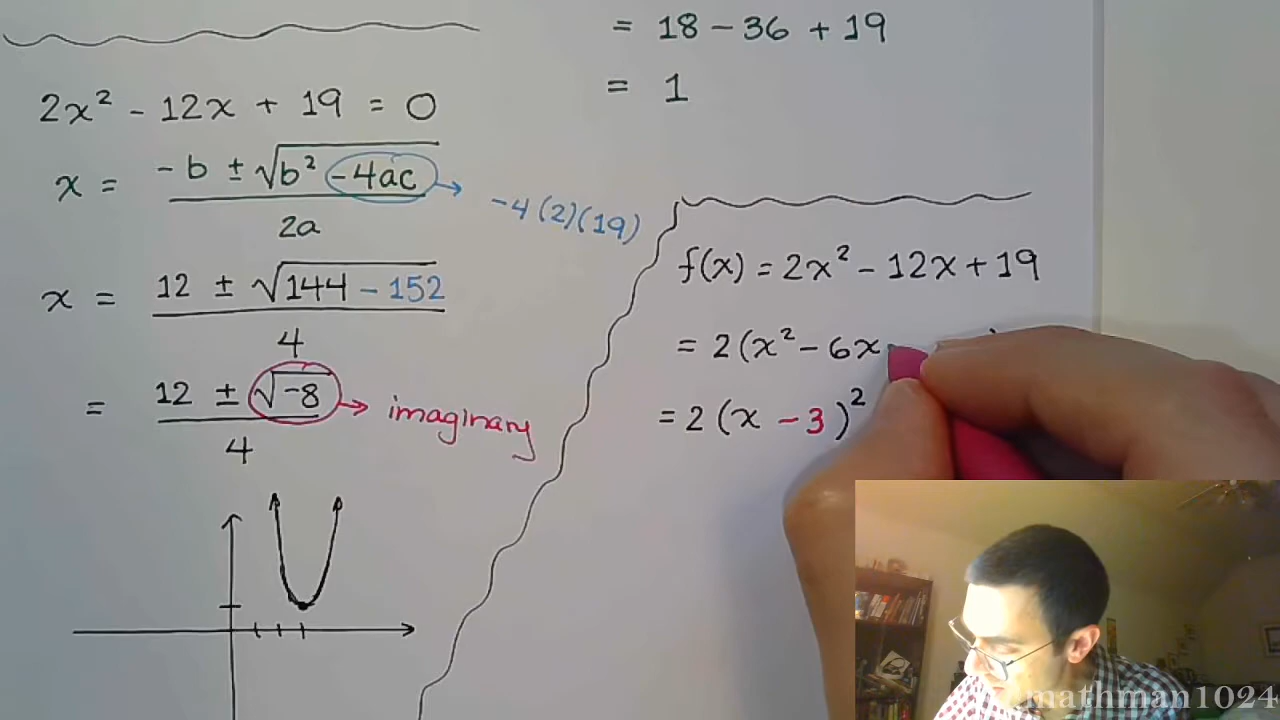 = 18 - 36 + 19
= 1
2x² - 12x + 19 = 0
x = (-b ± √(b² - 4ac)) / 2a → -4(2)(19)
x = (12 ± √(144 - 152)) / 4
= (12 ± √(-8)) / 4 → imaginary
f(x) = 2x² - 12x + 19
= 2(x² - 6x
= 2(x - 3)²
mathman1024